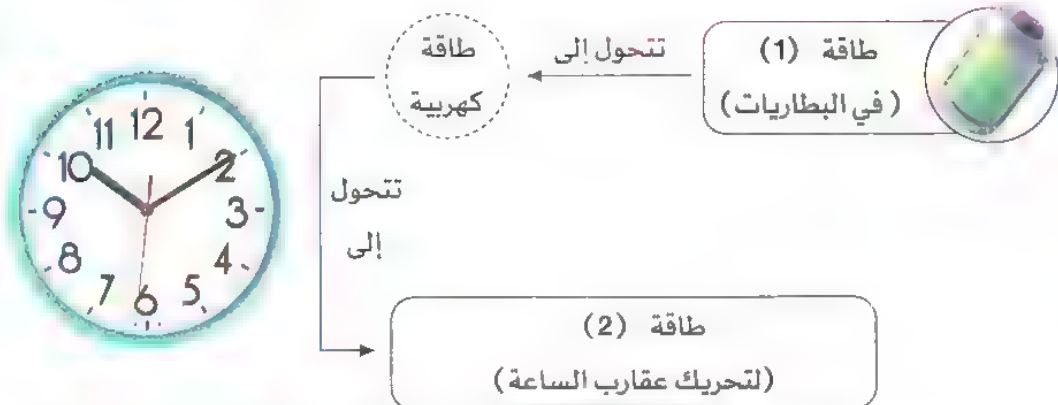 طاقة (1)
(في البطاريات)
تتحول إلى
طاقة
كهربية
تتحول
إلى
طاقة (2)
(لتحريك عقارب الساعة)
12
1
2
3
4
5
6
7
8
9
10
11